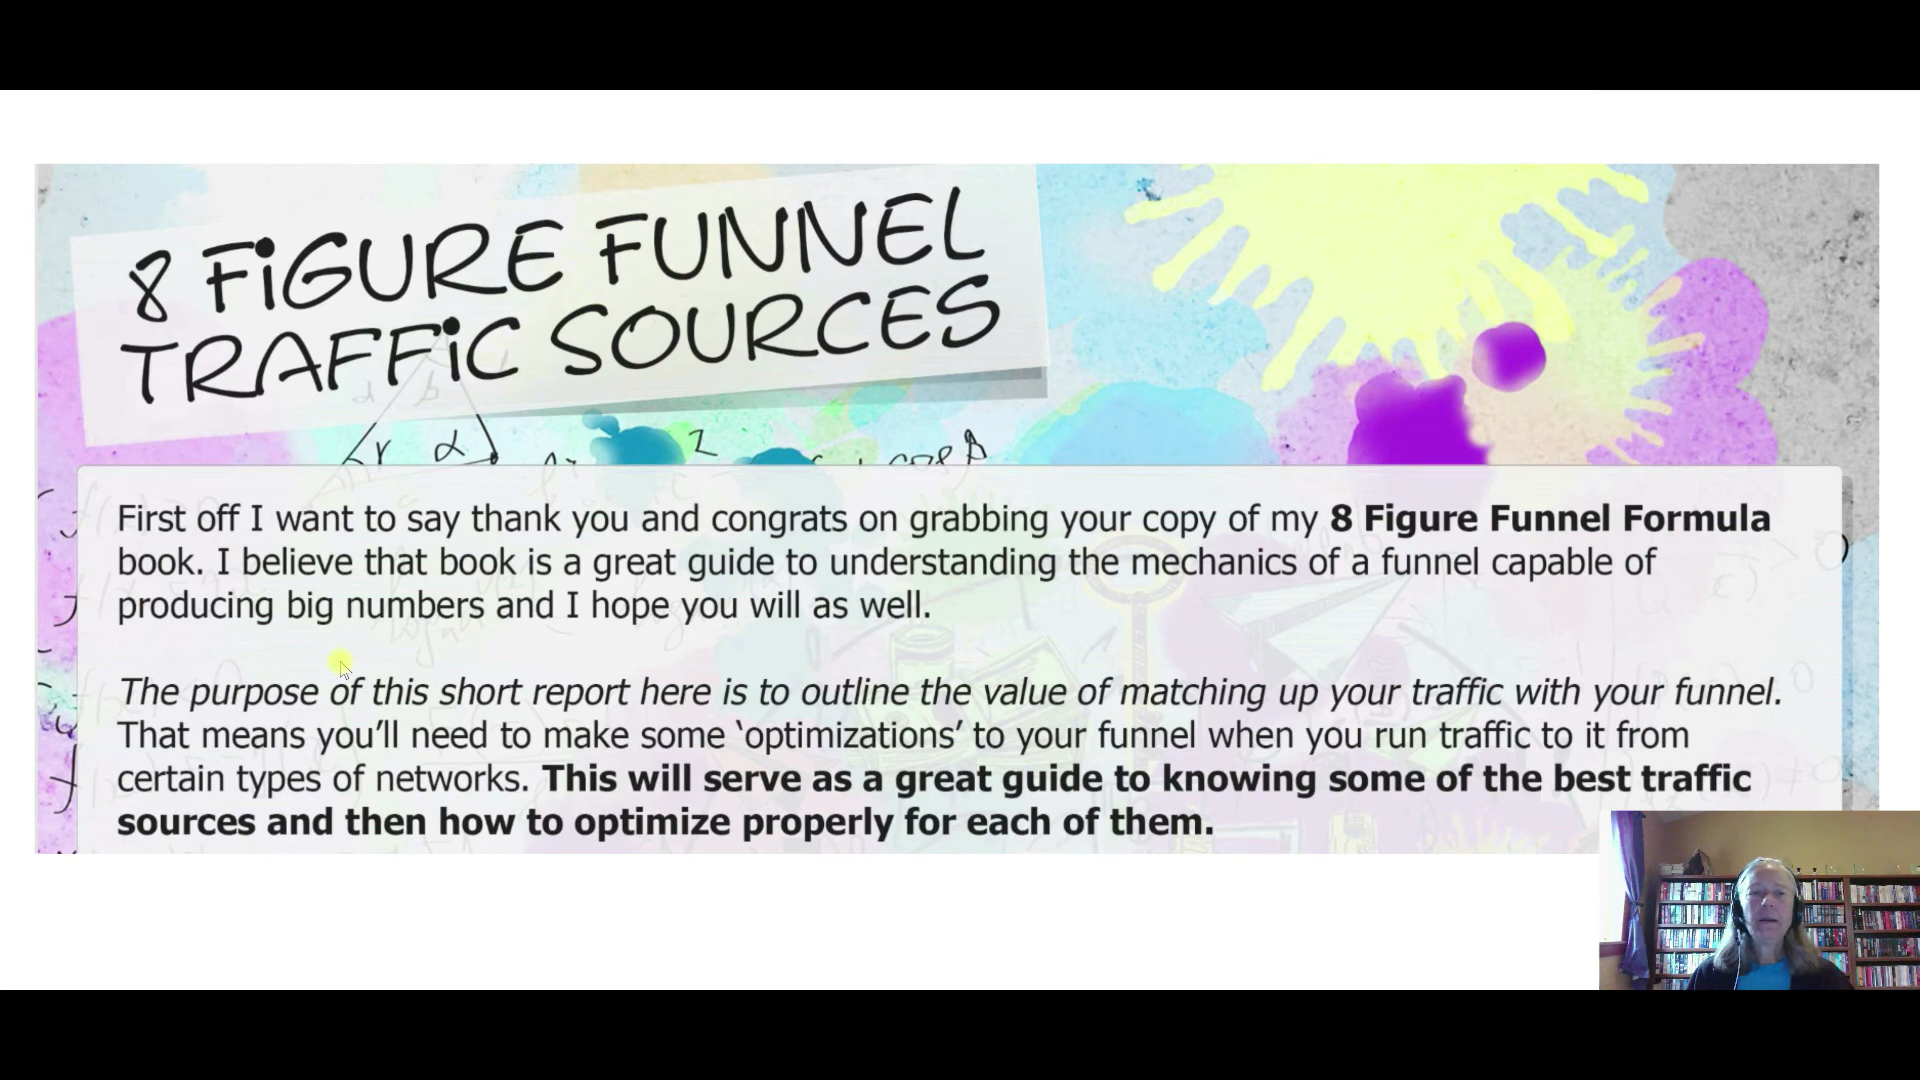 8 FiGURE FUNNEL
TRAFFiC SOURCES
First off I want to say thank you and congrats on grabbing your copy of my 8 Figure Funnel Formula
book. I believe that book is a great guide to understanding the mechanics of a funnel capable of
producing big numbers and I hope you will as well.
The purpose of this short report here is to outline the value of matching up your traffic with your funnel.
That means you’ll need to make some ‘optimizations’ to your funnel when you run traffic to it from
certain types of networks. This will serve as a great guide to knowing some of the best traffic
sources and then how to optimize properly for each of them.